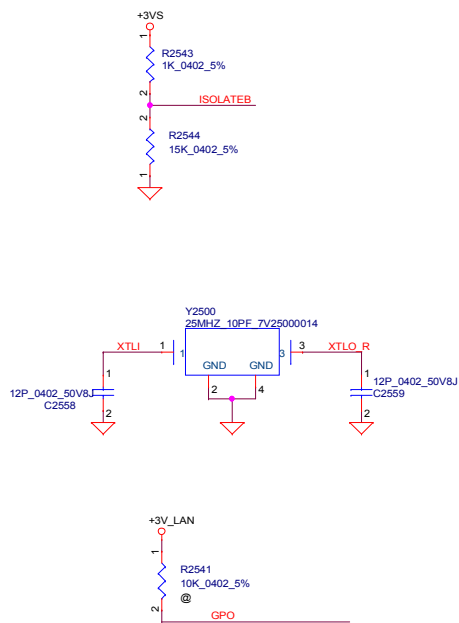 +3VS
1
R2543
1K_0402_5%
2
ISOLATEB
2
R2544
15K_0402_5%
1
Y2500
25MHZ_10PF_7V25000014
XTLI 1 1 3 3 XTLO_R
GND GND
2 4
1 1
12P_0402_50V8J 12P_0402_50V8J
C2558 C2559
2 2
+3V_LAN
1
R2541
10K_0402_5%
@
2
GPO